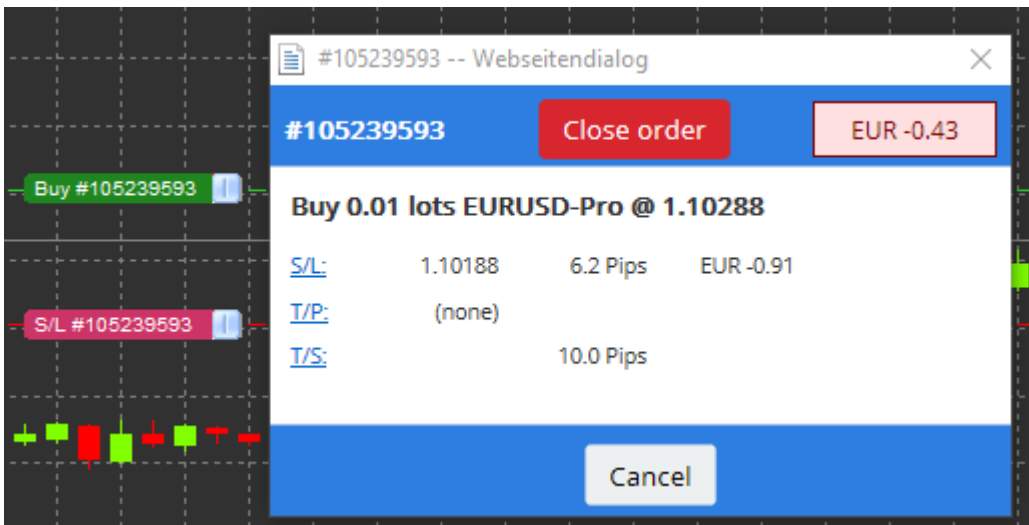 #105239593 -- Webseitendialog
#105239593 Close order EUR -0.43
Buy #105239593
Buy 0.01 lots EURUSD-Pro @ 1.10288
S/L: 1.10188 6.2 Pips EUR -0.91
T/P: (none)
S/L #105239593
T/S: 10.0 Pips
Cancel